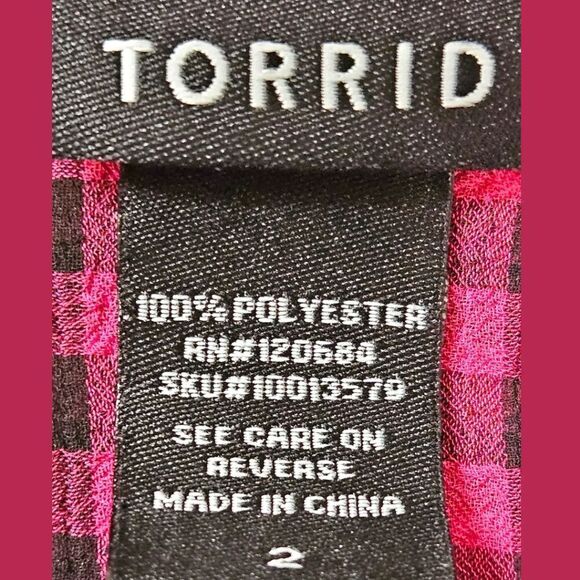 TORRID
100% POLYESTER
RN#120684
SKU#10013579
SEE CARE ON
REVERSE
MADE IN CHINA
2